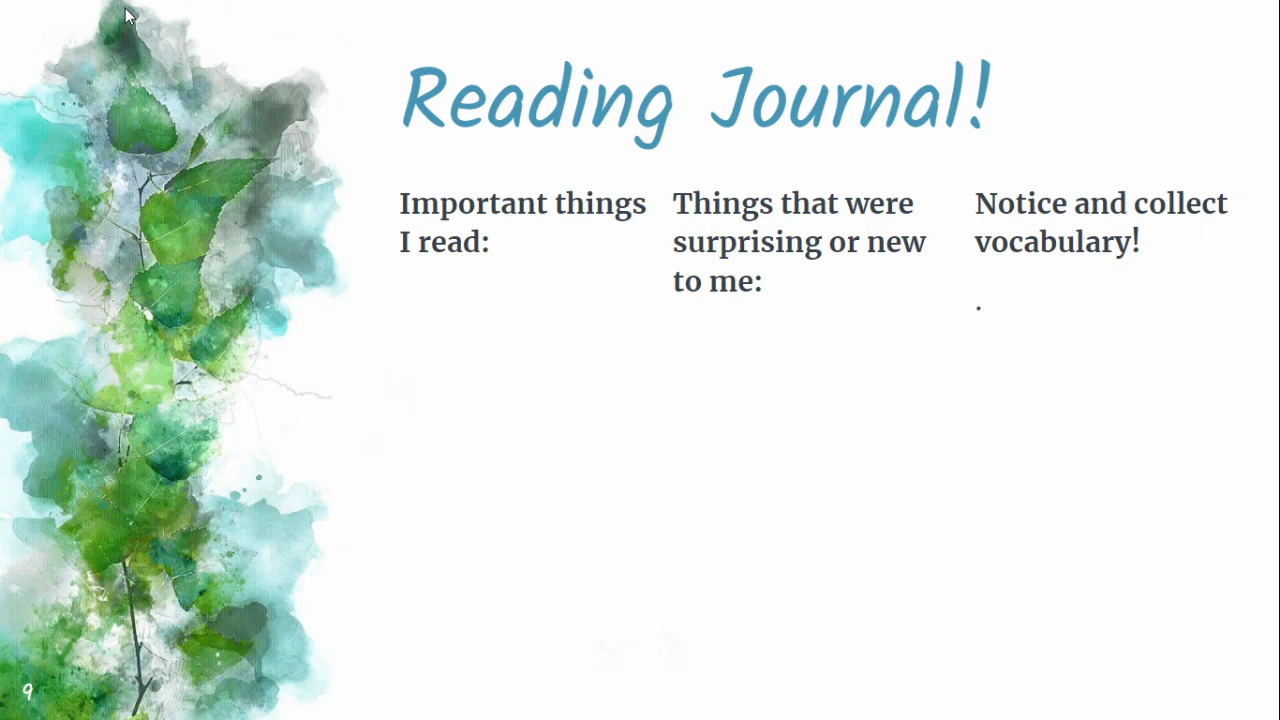 Reading Journal!
Important things
I read:
Things that were
surprising or new
to me:
Notice and collect
vocabulary!
.
9